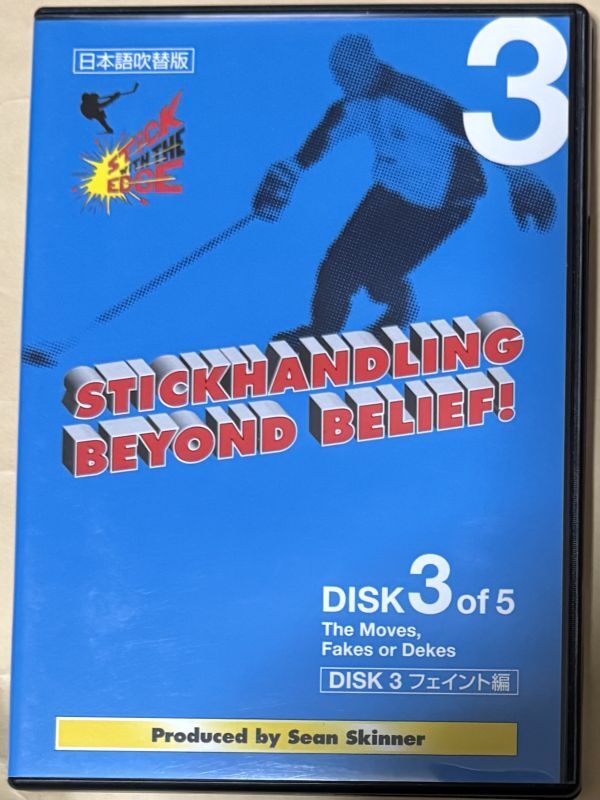 3
日本語吹替版
STICK
WITH THE
EDGE
STICKHANDLING
BEYOND BELIEF!
DISK 3 of 5
The Moves,
Fakes or Dekes
DISK 3 フェイント編
Produced by Sean Skinner